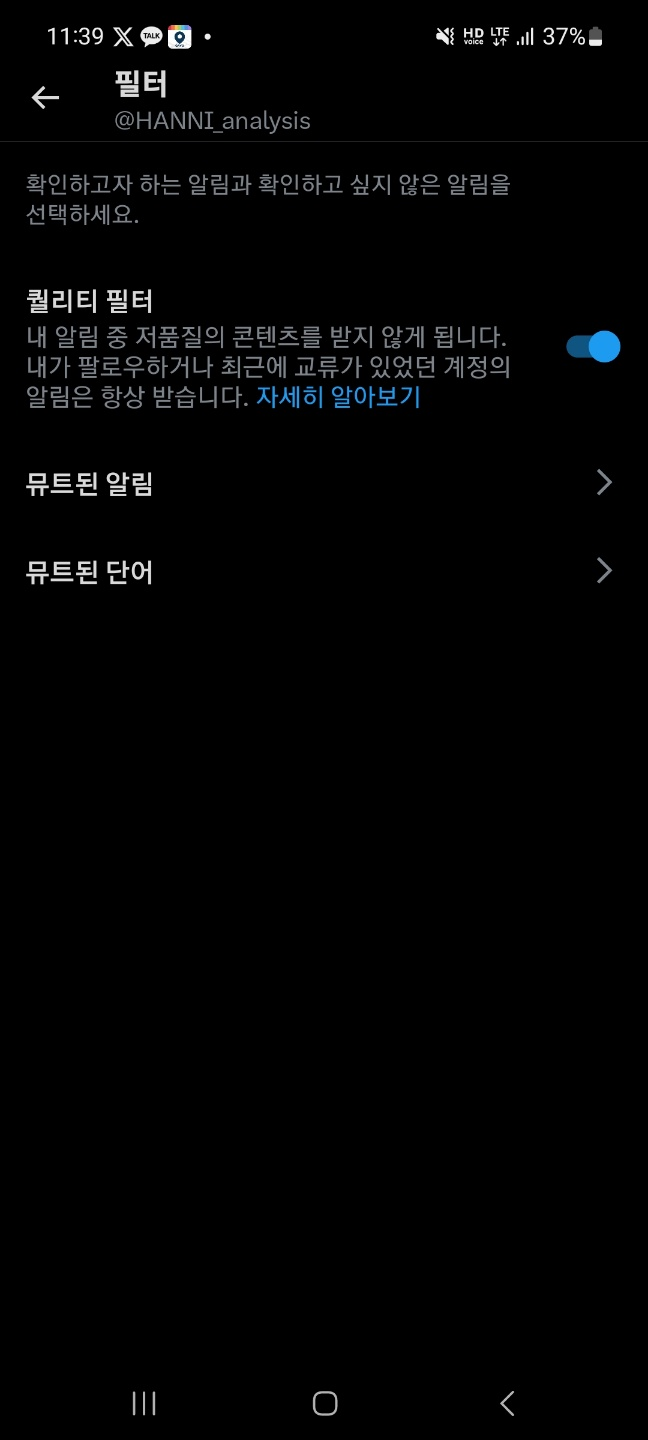 11:39 TALK HD voice LTE 37%
필터
@HANNI_analysis
확인하고자 하는 알림과 확인하고 싶지 않은 알림을
선택하세요.
퀄리티 필터
내 알림 중 저품질의 콘텐츠를 받지 않게 됩니다.
내가 팔로우하거나 최근에 교류가 있었던 계정의
알림은 항상 받습니다. 자세히 알아보기
뮤트된 알림
뮤트된 단어